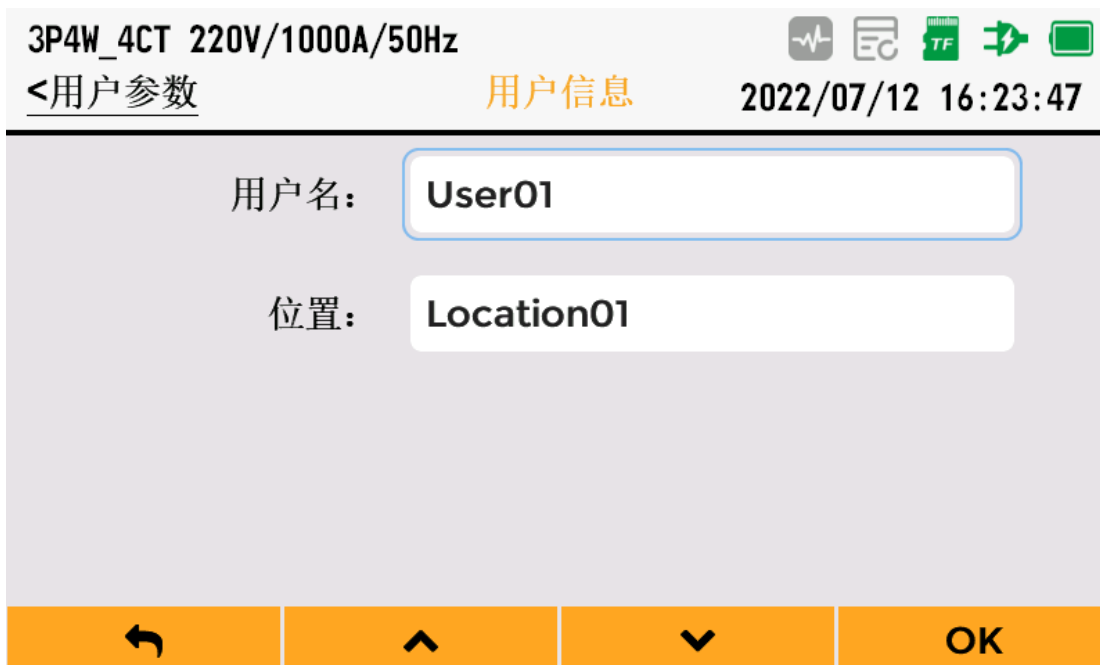 3P4W_4CT 220V/1000A/50Hz
TF
<用户参数
用户信息
2022/07/12 16:23:47
用户名：
User01
位置：
Location01
OK